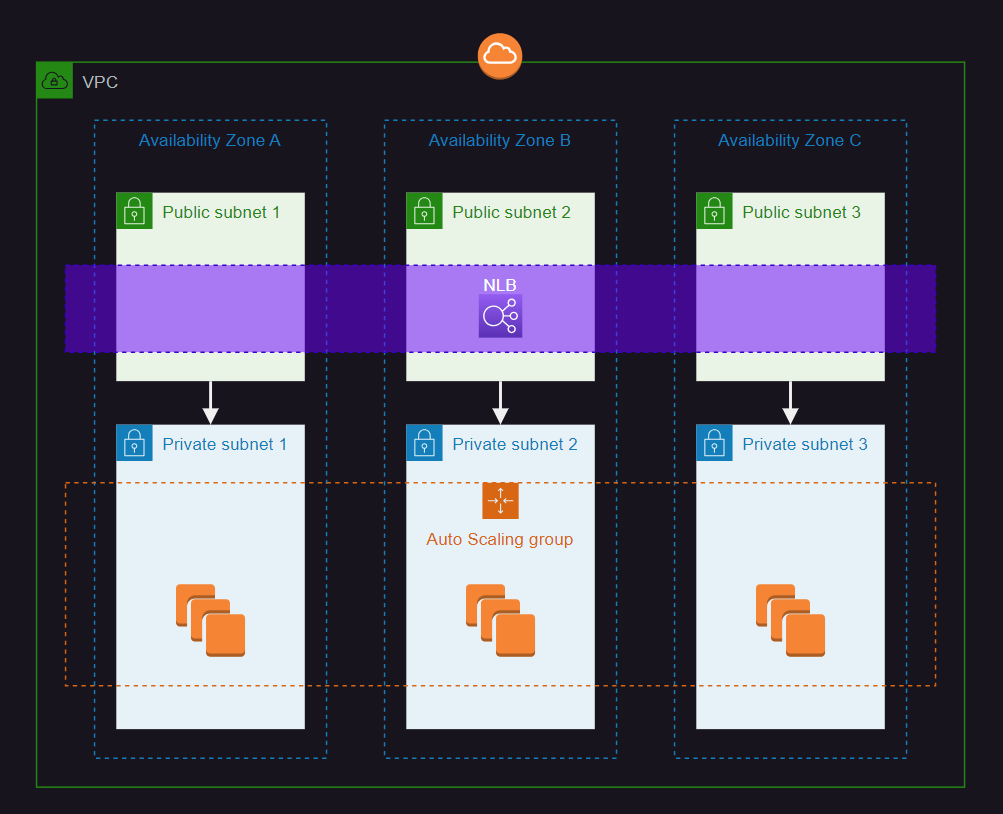 VPC
Availability Zone A
Availability Zone B
Availability Zone C
Public subnet 1
Public subnet 2
Public subnet 3
NLB
Private subnet 1
Private subnet 2
Private subnet 3
Auto Scaling group